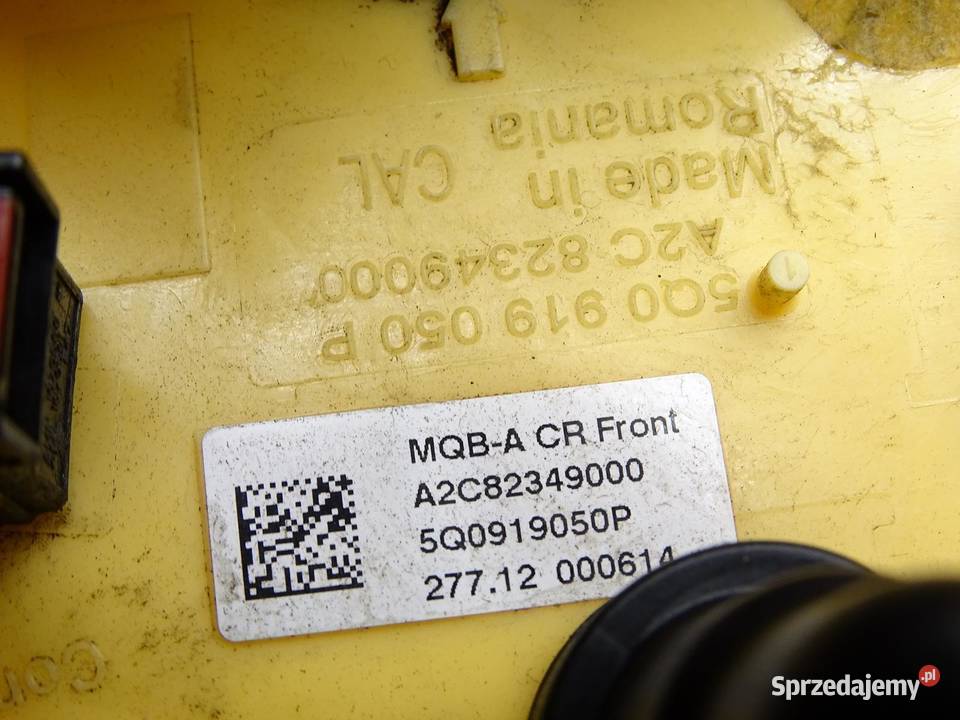 5Q0 919 050 P
A2C 82349000
Made in CAL
Romania
MQB-A CR Front
A2C82349000
5Q0919050P
277.12 000614
Sprzedajemy.pl